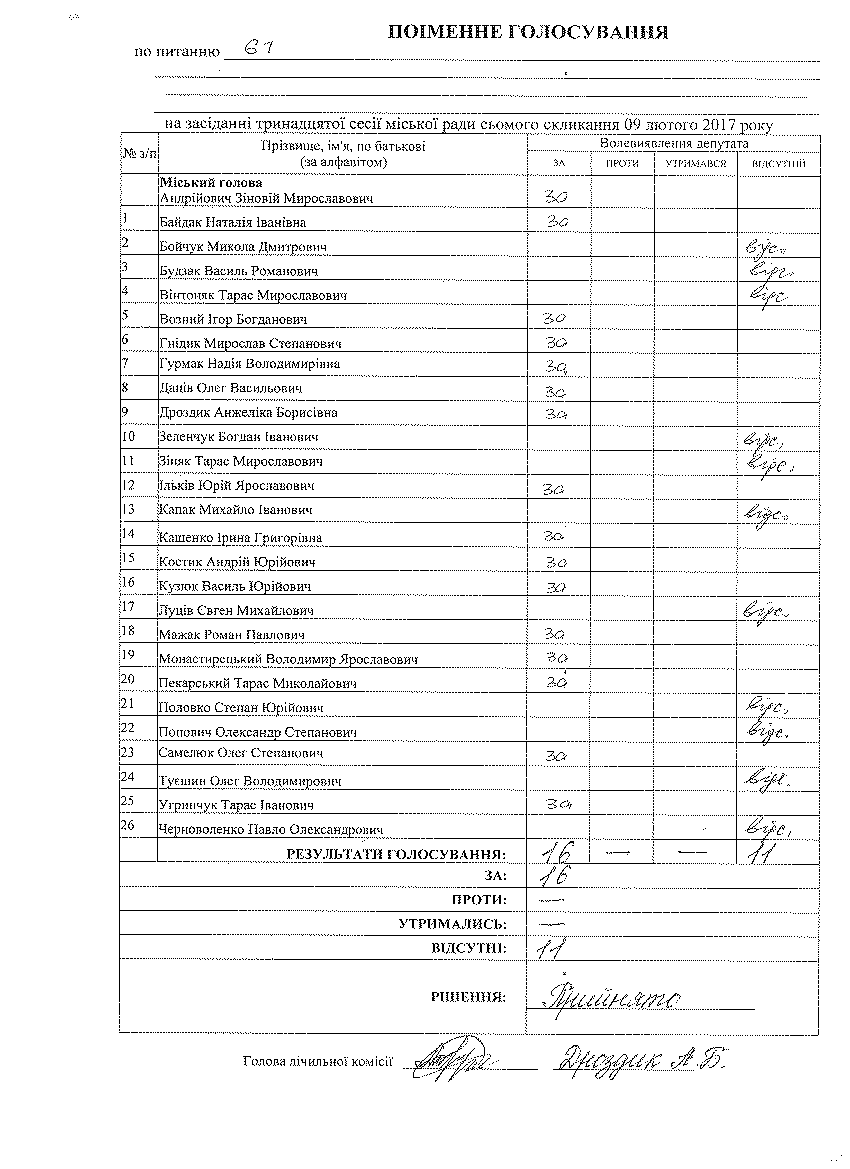 ПОІМЕННЕ ГОЛОСУВАННЯ
по питанню 61
на засіданні тринадцятої сесії міської ради сьомого скликання 09 лютого 2017 року
№ з/п Прізвище, ім'я, по батькові (за алфавітом) Волевиявлення депутата
ЗА ПРОТИ УТРИМАВСЯ ВІДСУТНІЙ
Міський голова
Андрійович Зіновій Мирославович за
1 Байдак Наталія Іванівна за
2 Бойчук Микола Дмитрович відс.
3 Будзак Василь Романович відс.
4 Вінтоняк Тарас Мирославович відс
5 Возний Ігор Богданович за
6 Гнідик Мирослав Степанович за
7 Гурмак Надія Володимирівна за
8 Даців Олег Васильович за
9 Дроздик Анжеліка Борисівна за
10 Зеленчук Богдан Іванович відс.
11 Зіняк Тарас Мирославович відс.
12 Ільків Юрій Ярославович за
13 Капак Михайло Іванович відс.
14 Кашенко Ірина Григорівна за
15 Костик Андрій Юрійович за
16 Кузюк Василь Юрійович за
17 Луців Євген Михайлович відс.
18 Мажак Роман Павлович за
19 Монастирецький Володимир Ярославович за
20 Пекарський Тарас Миколайович за
21 Половко Степан Юрійович відс.
22 Попович Олександр Степанович відс.
23 Самелюк Олег Степанович за
24 Туєшин Олег Володимирович відс.
25 Угринчук Тарас Іванович за
26 Черноволенко Павло Олександрович відс.
РЕЗУЛЬТАТИ ГОЛОСУВАННЯ: 16 — — 11
ЗА: 16
ПРОТИ: —
УТРИМАЛИСЬ: —
ВІДСУТНІ: 11
РІШЕННЯ: Прийнято
Голова лічильної комісії Дроздик А.Б.